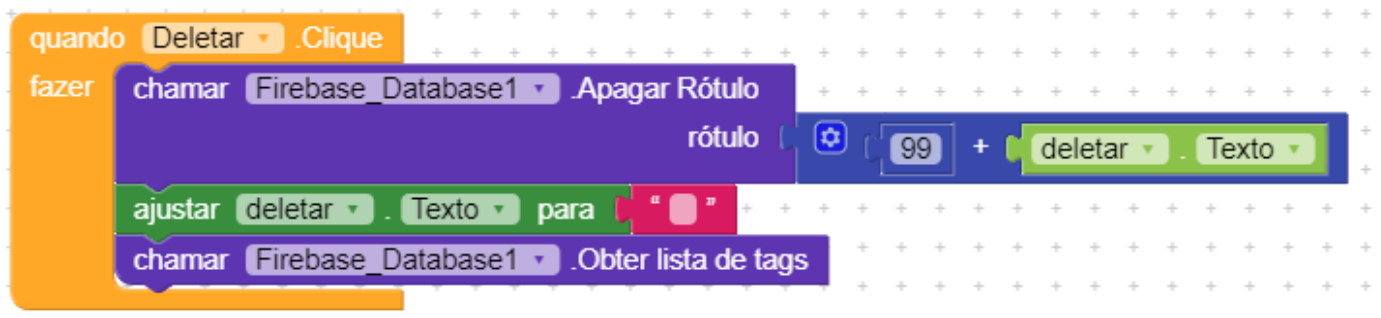 quando Deletar .Clique
fazer chamar Firebase_Database1 .Apagar Rótulo
rótulo 99 + deletar . Texto
ajustar deletar . Texto para “ ”
chamar Firebase_Database1 .Obter lista de tags